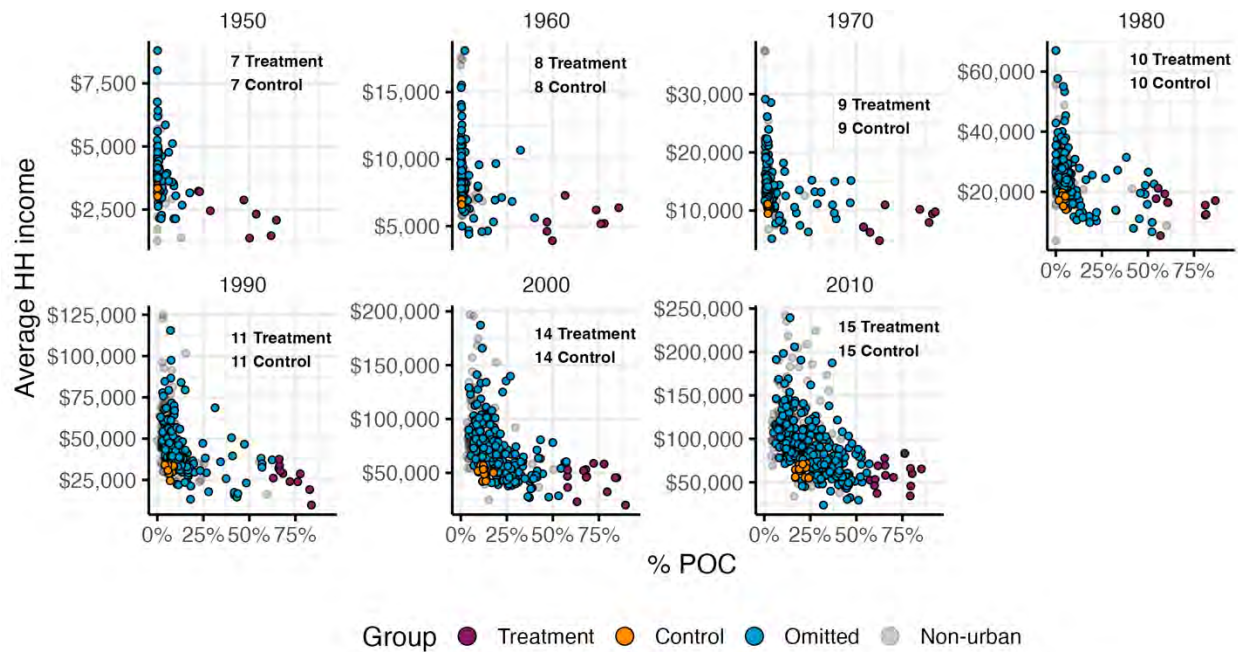 1950
1960
1970
1980
7 Treatment
7 Control
8 Treatment
8 Control
9 Treatment
9 Control
10 Treatment
10 Control
$7,500
$5,000
$2,500
$15,000
$10,000
$5,000
$30,000
$20,000
$10,000
$60,000
$40,000
$20,000
0% 25% 50% 75%
Average HH income
1990
2000
2010
11 Treatment
11 Control
14 Treatment
14 Control
15 Treatment
15 Control
$125,000
$100,000
$75,000
$50,000
$25,000
$200,000
$150,000
$100,000
$50,000
$250,000
$200,000
$150,000
$100,000
$50,000
0% 25% 50% 75%
0% 25% 50% 75%
0% 25% 50% 75%
% POC
Group Treatment Control Omitted Non-urban